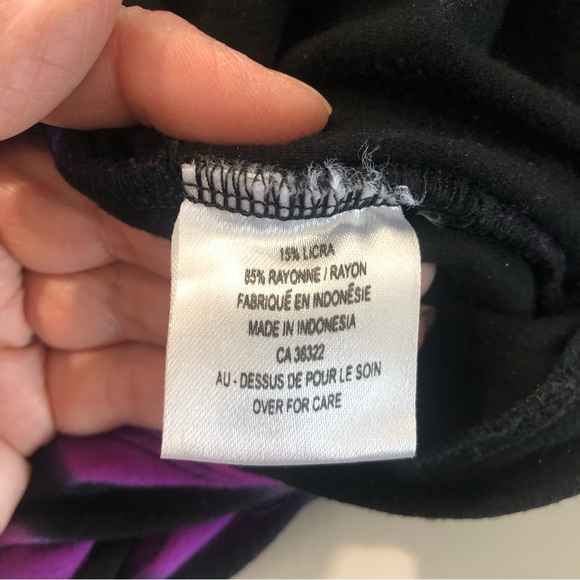 15% LICRA
85% RAYONNE / RAYON
FABRIQUÉ EN INDONÉSIE
MADE IN INDONESIA
CA 36322
AU - DESSUS DE POUR LE SOIN
OVER FOR CARE